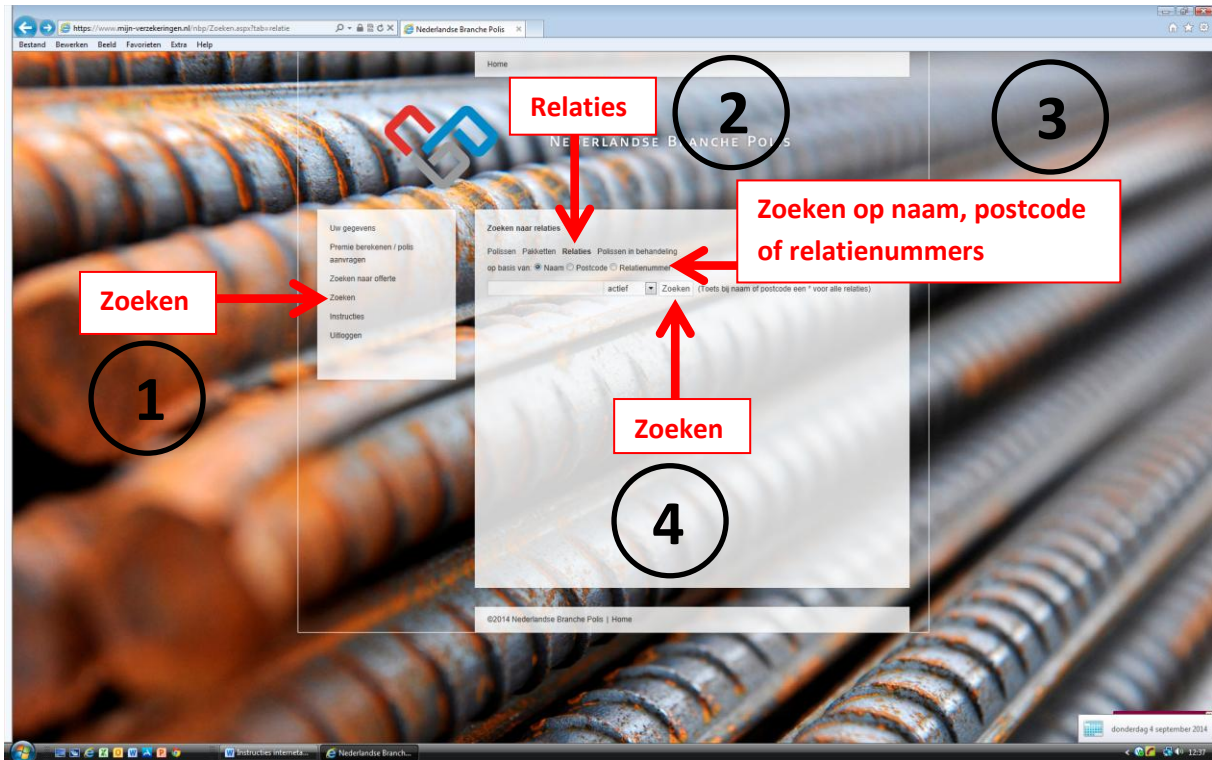 https://www.mijn-verzekeringen.nl/nbp/Zoeken.aspx?tab=relatie
Nederlandse Branche Polis
Bestand Bewerken Beeld Favorieten Extra Help
Home
Relaties
2
3
NEDERLANDSE BRANCHE POLIS
Zoeken op naam, postcode
of relatienummers
Uw gegevens
Premie berekenen / polis
aanvragen
Zoeken naar offerte
Zoeken
Instructies
Uitloggen
Zoeken
1
Zoeken naar relaties
Polissen Pakketten Relaties Polissen in behandeling
op basis van: Naam Postcode Relatienummer
actief Zoeken (Toets bij naam of postcode een * voor alle relaties)
Zoeken
4
©2014 Nederlandse Branche Polis | Home
donderdag 4 september 2014
Instructies interneta...
Nederlandse Branch...
12:37